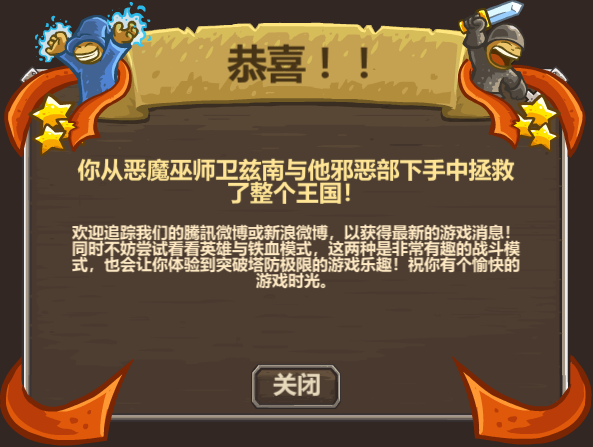 恭喜！！
你从恶魔巫师卫兹南与他邪恶部下手中拯救
了整个王国！
欢迎追踪我们的腾訊微博或新浪微博，以获得最新的游戏消息！
同时不妨尝试看看英雄与铁血模式，这两种是非常有趣的战斗模
式，也会让你体验到突破塔防极限的游戏乐趣！祝你有个愉快的
游戏时光。
关闭